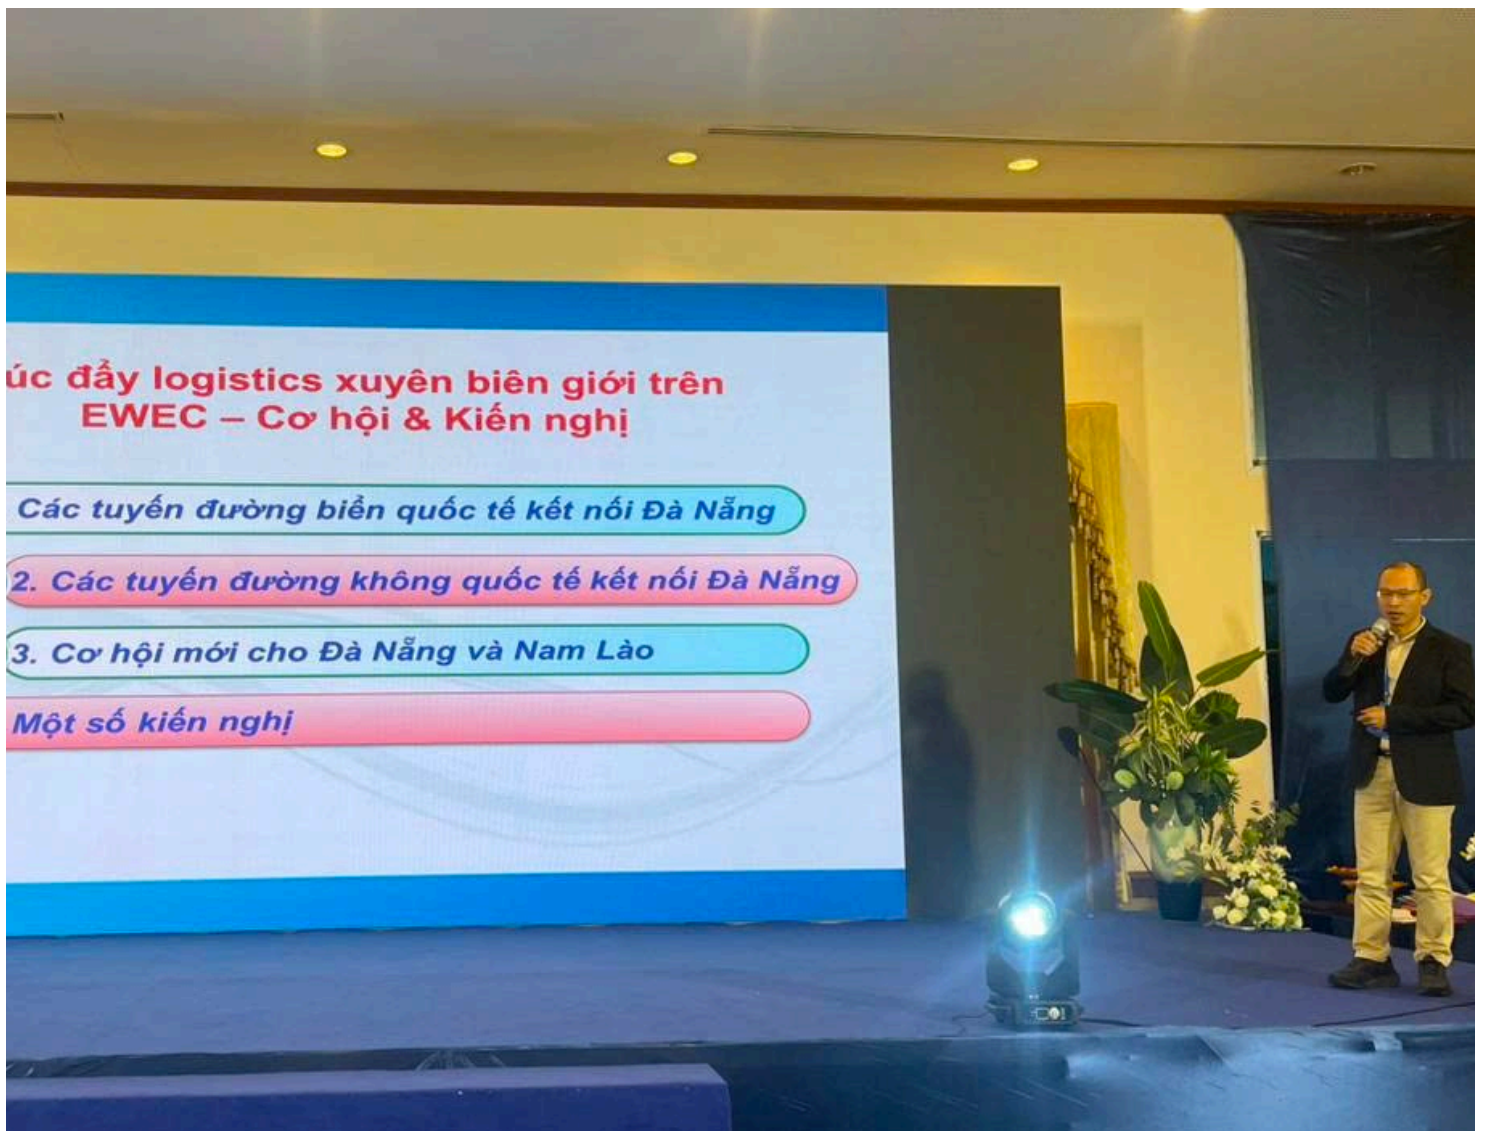 úc đẩy logistics xuyên biên giới trên
EWEC – Cơ hội & Kiến nghị
Các tuyến đường biển quốc tế kết nối Đà Nẵng
2. Các tuyến đường không quốc tế kết nối Đà Nẵng
3. Cơ hội mới cho Đà Nẵng và Nam Lào
Một số kiến nghị